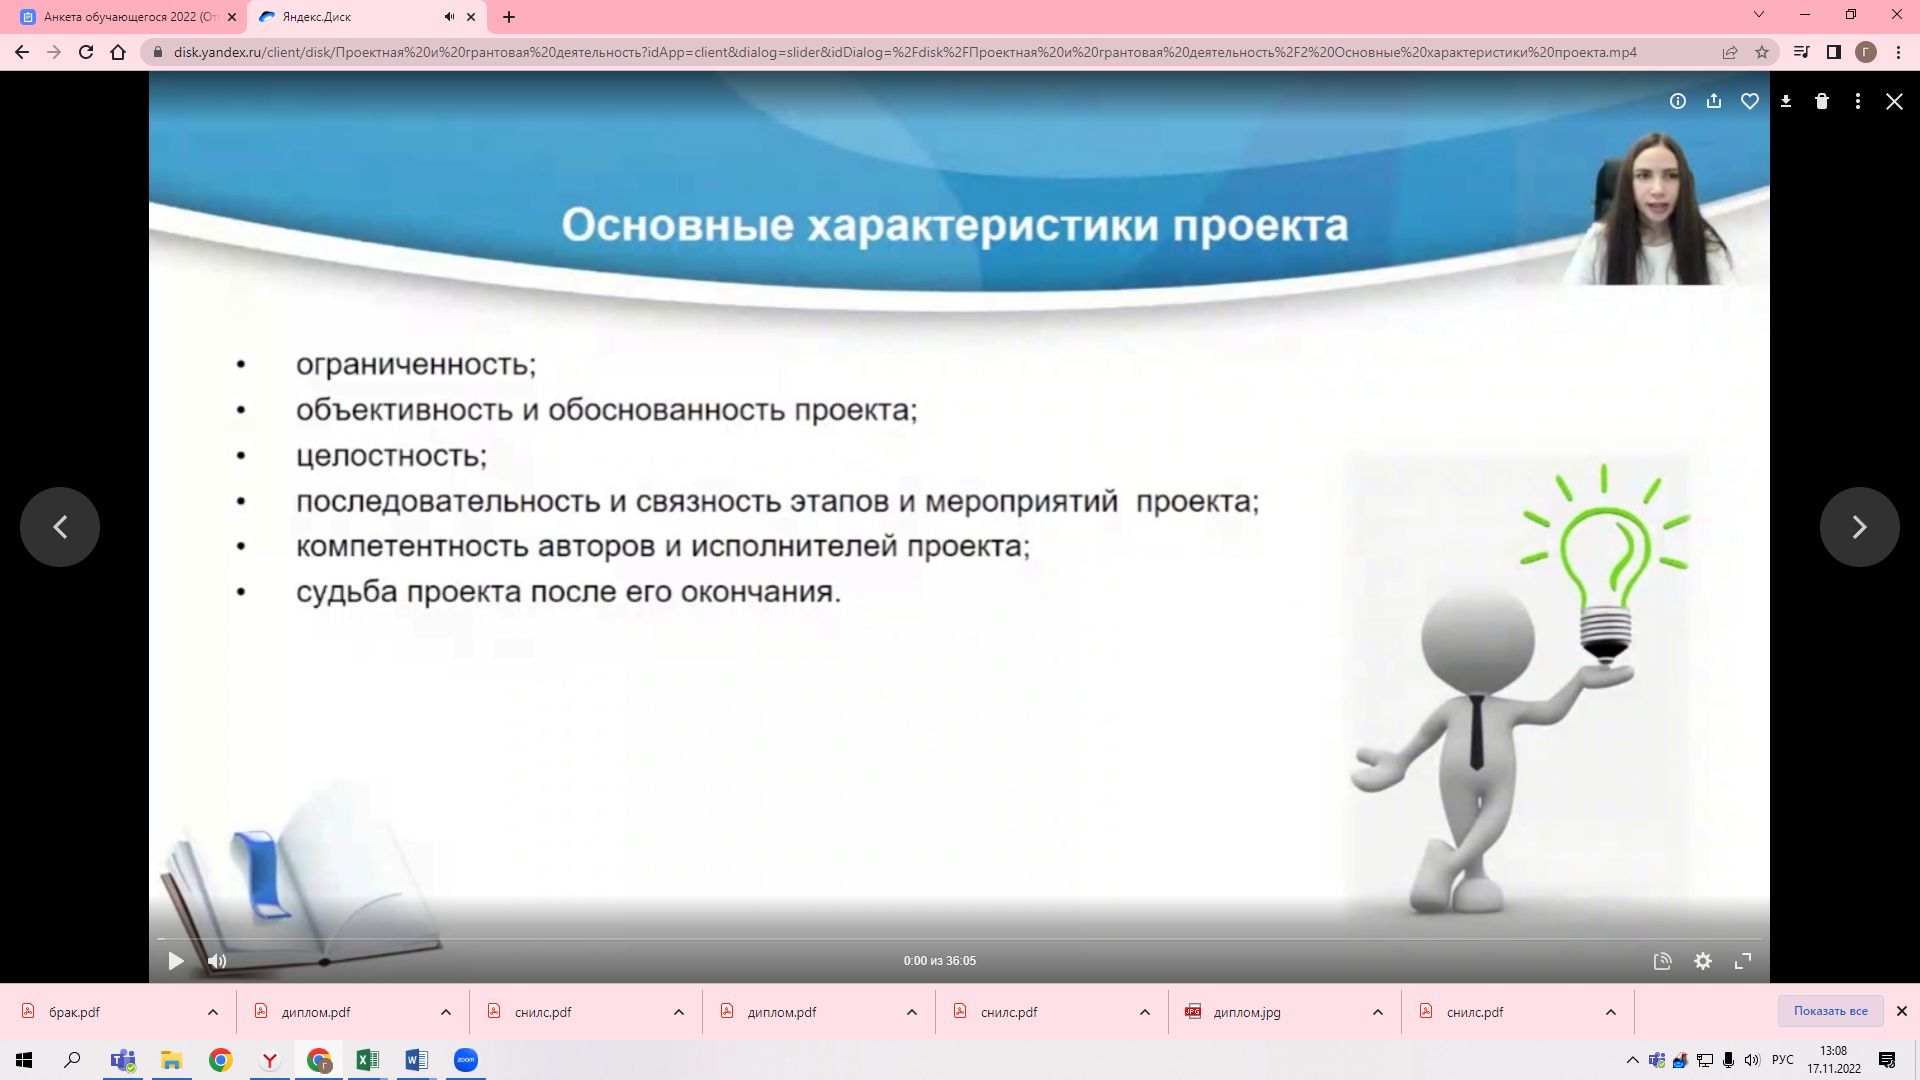 Анкета обучающегося 2022 (От
Яндекс.Диск
disk.yandex.ru/client/disk/Проектная%20и%20грантовая%20деятельность?idApp=client&dialog=slider&idDialog=%2Fdisk%2FПроектная%20и%20грантовая%20деятельность%2F2%20Основные%20характеристики%20проекта.mp4
Г
Основные характеристики проекта
• ограниченность;
• объективность и обоснованность проекта;
• целостность;
• последовательность и связность этапов и мероприятий проекта;
• компетентность авторов и исполнителей проекта;
• судьба проекта после его окончания.
0:00 из 36:05
брак.pdf
диплом.pdf
снилс.pdf
диплом.pdf
снилс.pdf
JPG
диплом.jpg
снилс.pdf
Показать все
zoom
РУС
13:08
17.11.2022